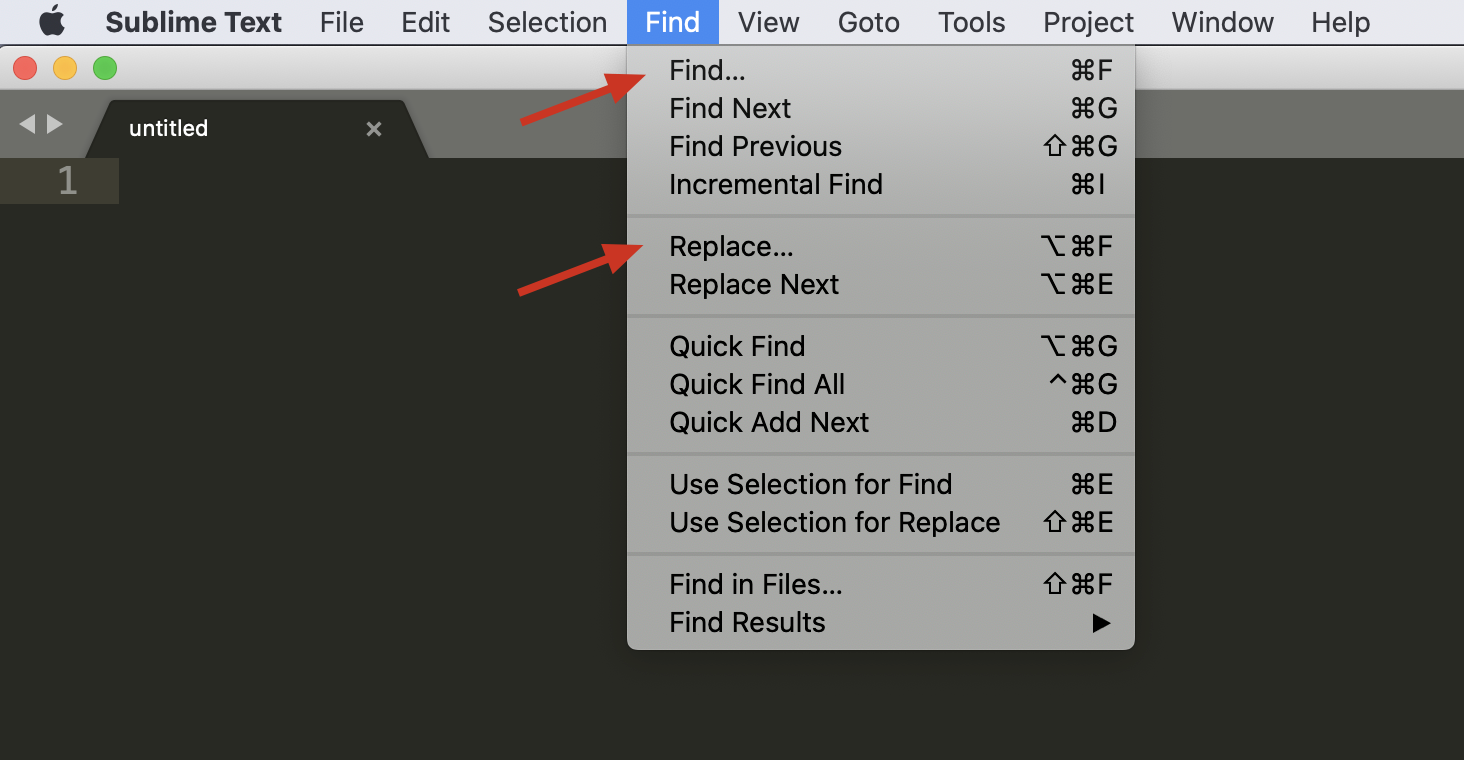 Sublime Text File Edit Selection Find View Goto Tools Project Window Help
untitled ×
1
Find... ⌘F
Find Next ⌘G
Find Previous ⇧⌘G
Incremental Find ⌘I
Replace... ⌥⌘F
Replace Next ⌥⌘E
Quick Find ⌥⌘G
Quick Find All ^⌘G
Quick Add Next ⌘D
Use Selection for Find ⌘E
Use Selection for Replace ⇧⌘E
Find in Files... ⇧⌘F
Find Results ▶